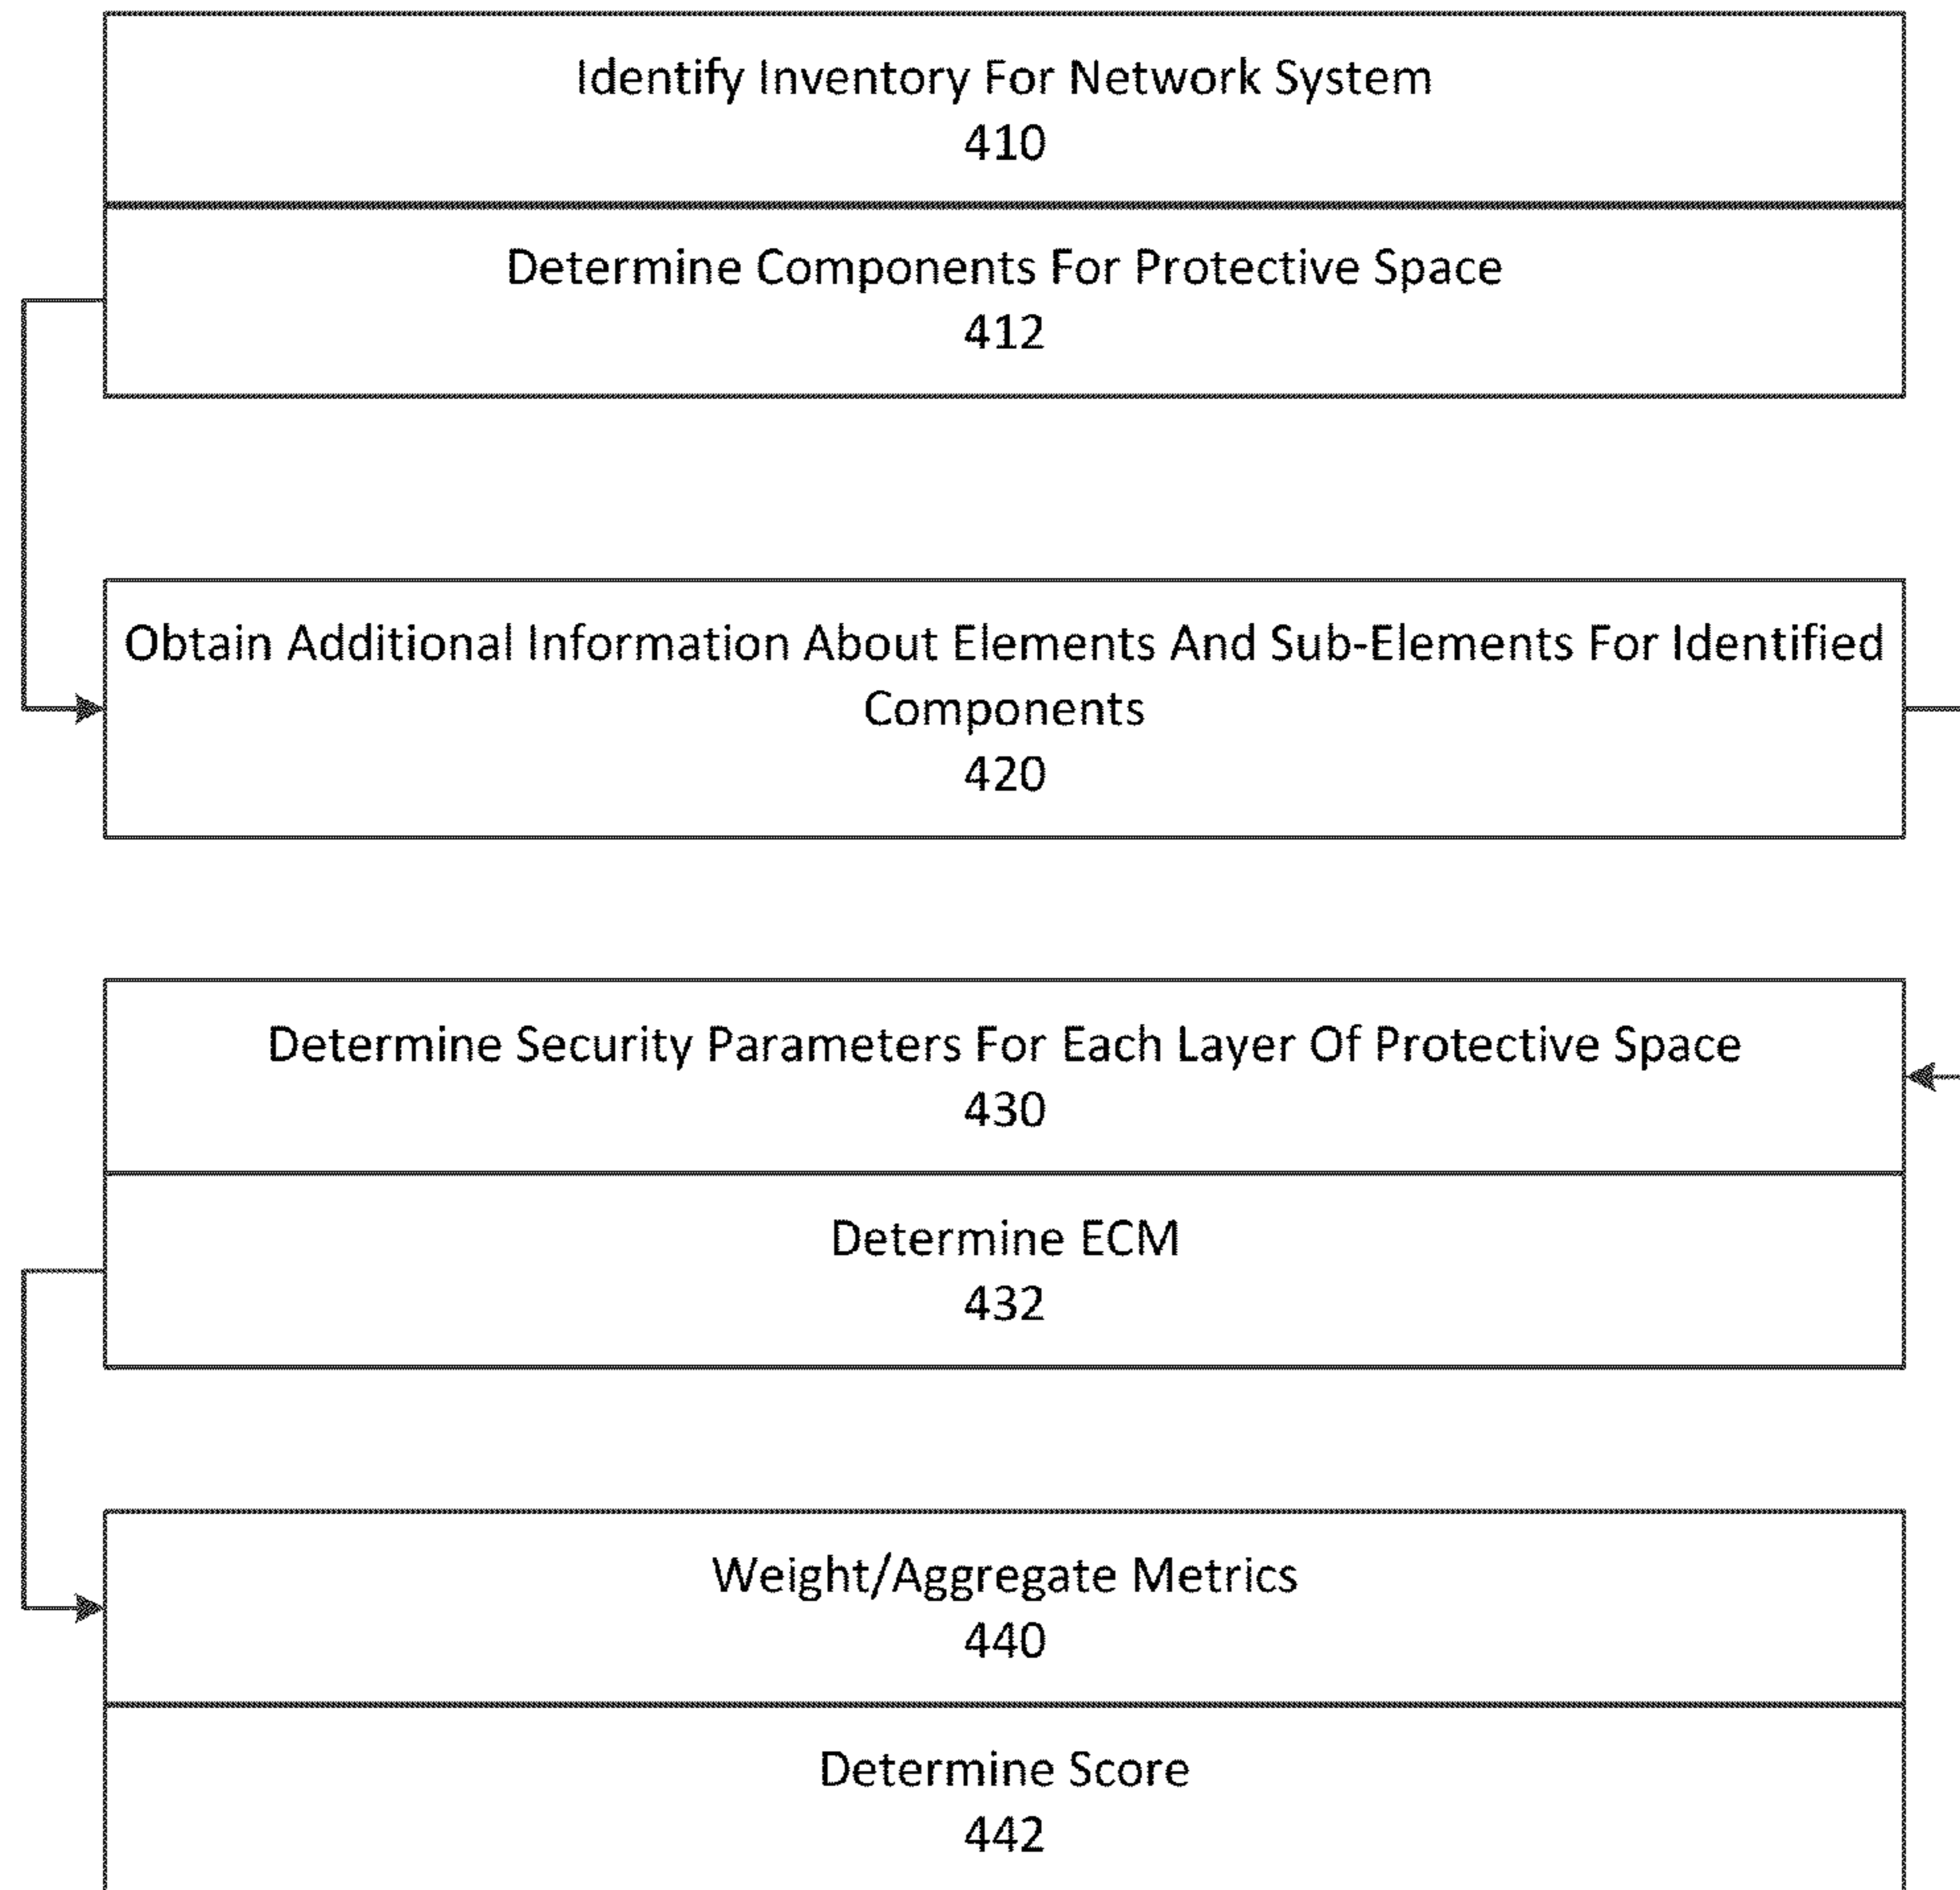 Identify Inventory For Network System
410
Determine Components For Protective Space
412
Obtain Additional Information About Elements And Sub-Elements For Identified
Components
420
Determine Security Parameters For Each Layer Of Protective Space
430
Determine ECM
432
Weight/Aggregate Metrics
440
Determine Score
442